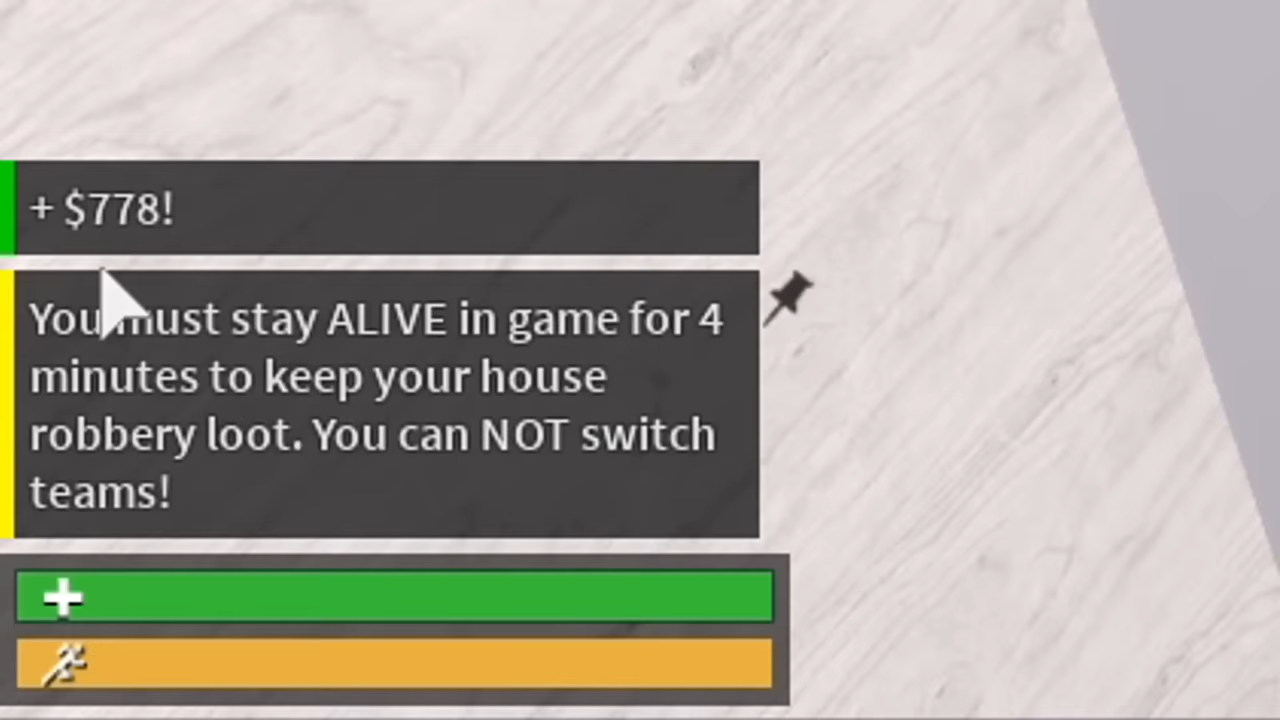 + $778!
You must stay ALIVE in game for 4
minutes to keep your house
robbery loot. You can NOT switch
teams!